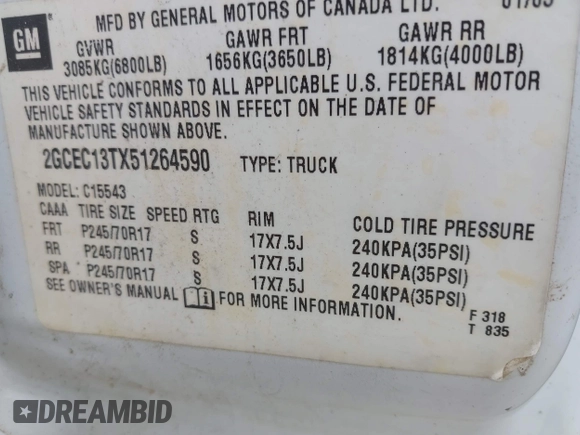 MFD BY GENERAL MOTORS OF CANADA LTD. 01/05
GM
GVWR GAWR FRT GAWR RR
3085KG(6800LB) 1656KG(3650LB) 1814KG(4000LB)
THIS VEHICLE CONFORMS TO ALL APPLICABLE U.S. FEDERAL MOTOR
VEHICLE SAFETY STANDARDS IN EFFECT ON THE DATE OF
MANUFACTURE SHOWN ABOVE.
2GCEC13TX51264590 TYPE: TRUCK
MODEL: C15543
CAAA TIRE SIZE SPEED RTG RIM COLD TIRE PRESSURE
FRT P245/70R17 S 17X7.5J 240KPA(35PSI)
RR P245/70R17 S 17X7.5J 240KPA(35PSI)
SPA P245/70R17 S 17X7.5J 240KPA(35PSI)
SEE OWNER'S MANUAL FOR MORE INFORMATION.
F 318
T 835
DREAMBID